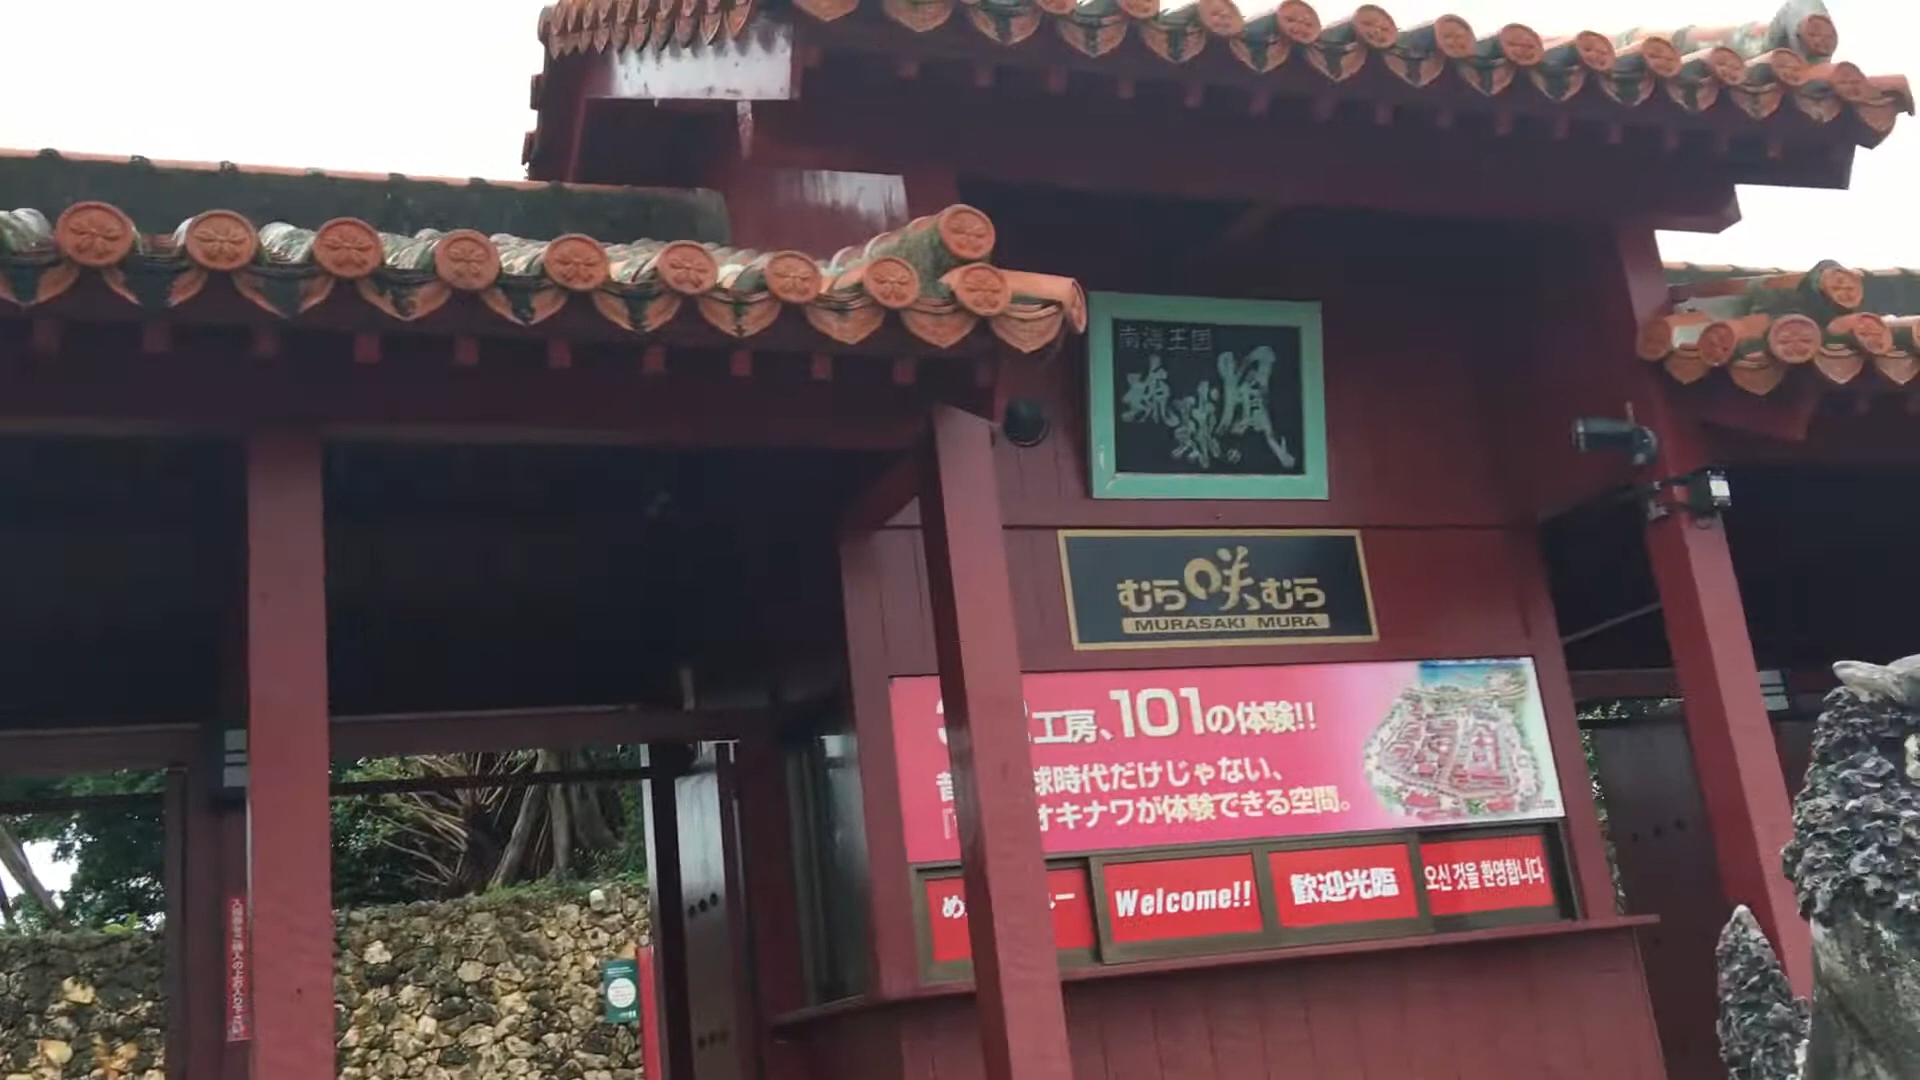 南海王国
琉球の風
むら咲むら
MURASAKI MURA
工房、101の体験!!
球時代だけじゃない、
オキナワが体験できる空間。
Welcome!!
歓迎光臨
오신 것을 환영합니다